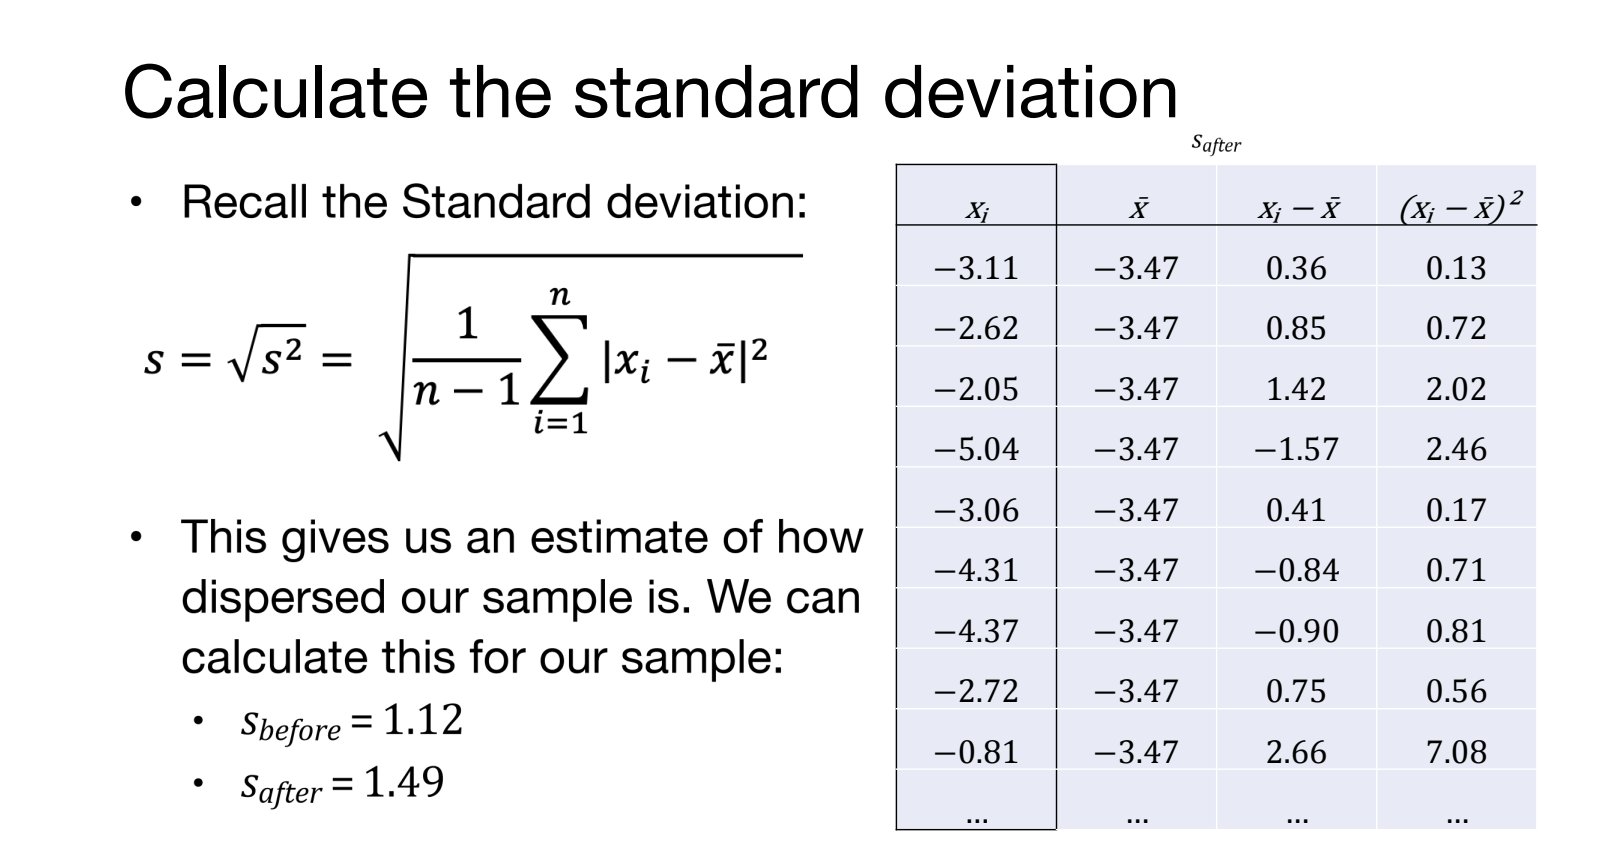 Calculate the standard deviation
• Recall the Standard deviation:
s = √s² = √( 1/(n − 1) ∑_{i=1}^{n} |xᵢ − x̄|² )
• This gives us an estimate of how
dispersed our sample is. We can
calculate this for our sample:
• s_before = 1.12
• s_after = 1.49
s_after
xᵢ x̄ xᵢ − x̄ (xᵢ − x̄)²
−3.11 −3.47 0.36 0.13
−2.62 −3.47 0.85 0.72
−2.05 −3.47 1.42 2.02
−5.04 −3.47 −1.57 2.46
−3.06 −3.47 0.41 0.17
−4.31 −3.47 −0.84 0.71
−4.37 −3.47 −0.90 0.81
−2.72 −3.47 0.75 0.56
−0.81 −3.47 2.66 7.08
... ... ... ...